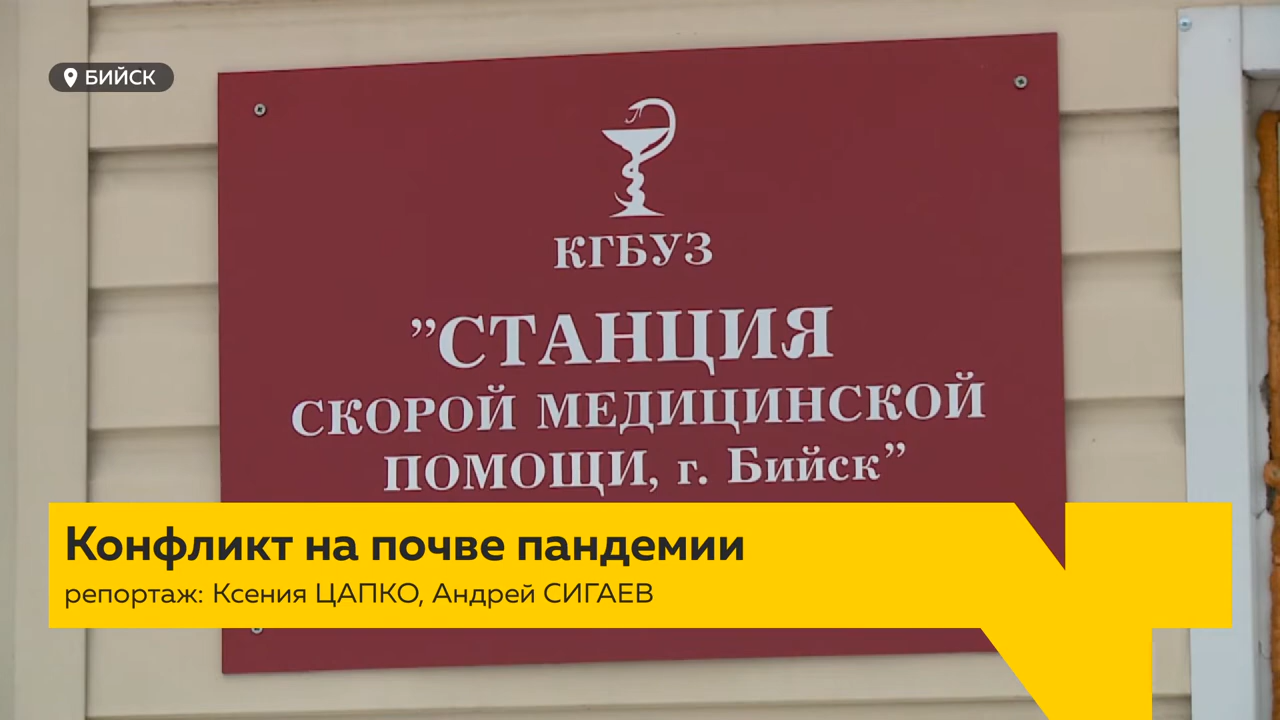 БИЙСК
КГБУЗ
”СТАНЦИЯ
СКОРОЙ МЕДИЦИНСКОЙ
ПОМОЩИ, г. Бийск”
Конфликт на почве пандемии
репортаж: Ксения ЦАПКО, Андрей СИГАЕВ